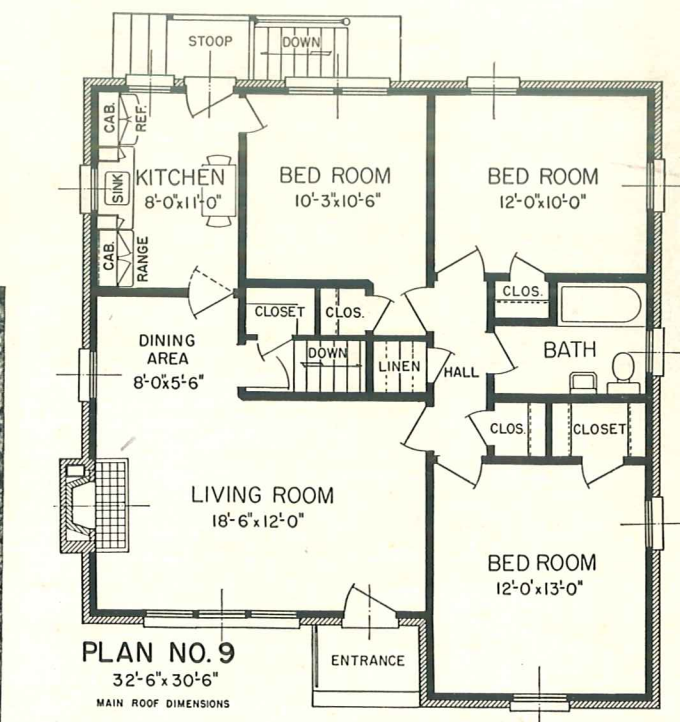 STOOP
DOWN
CAB.
REF.
SINK
KITCHEN
8'-0"x11'-0"
CAB.
RANGE
BED ROOM
10'-3"x10'-6"
BED ROOM
12'-0"x10'-0"
CLOSET
CLOS.
CLOS.
DINING
AREA
8'-0"x5'-6"
DOWN
LINEN
HALL
BATH
CLOS.
CLOSET
LIVING ROOM
18'-6"x12'-0"
BED ROOM
12'-0"x13'-0"
ENTRANCE
PLAN NO. 9
32'-6"x30'-6"
MAIN ROOF DIMENSIONS